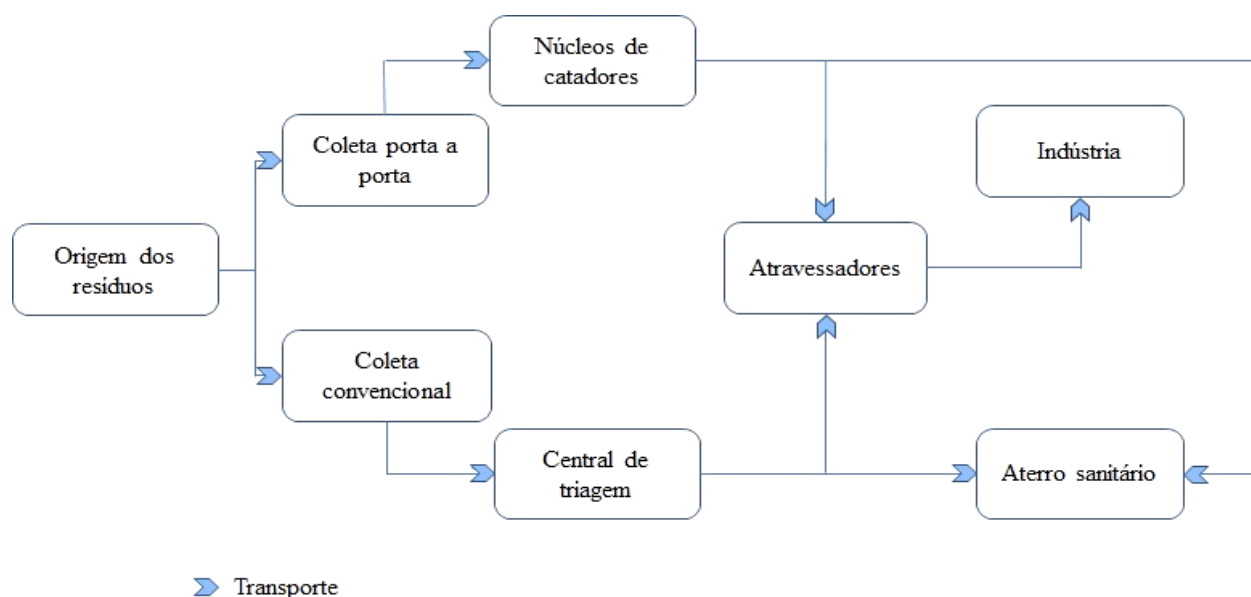 Núcleos de
catadores
Coleta porta a
porta
Indústria
Origem dos
resíduos
Atravessadores
Coleta
convencional
Central de
triagem
Aterro sanitário
Transporte